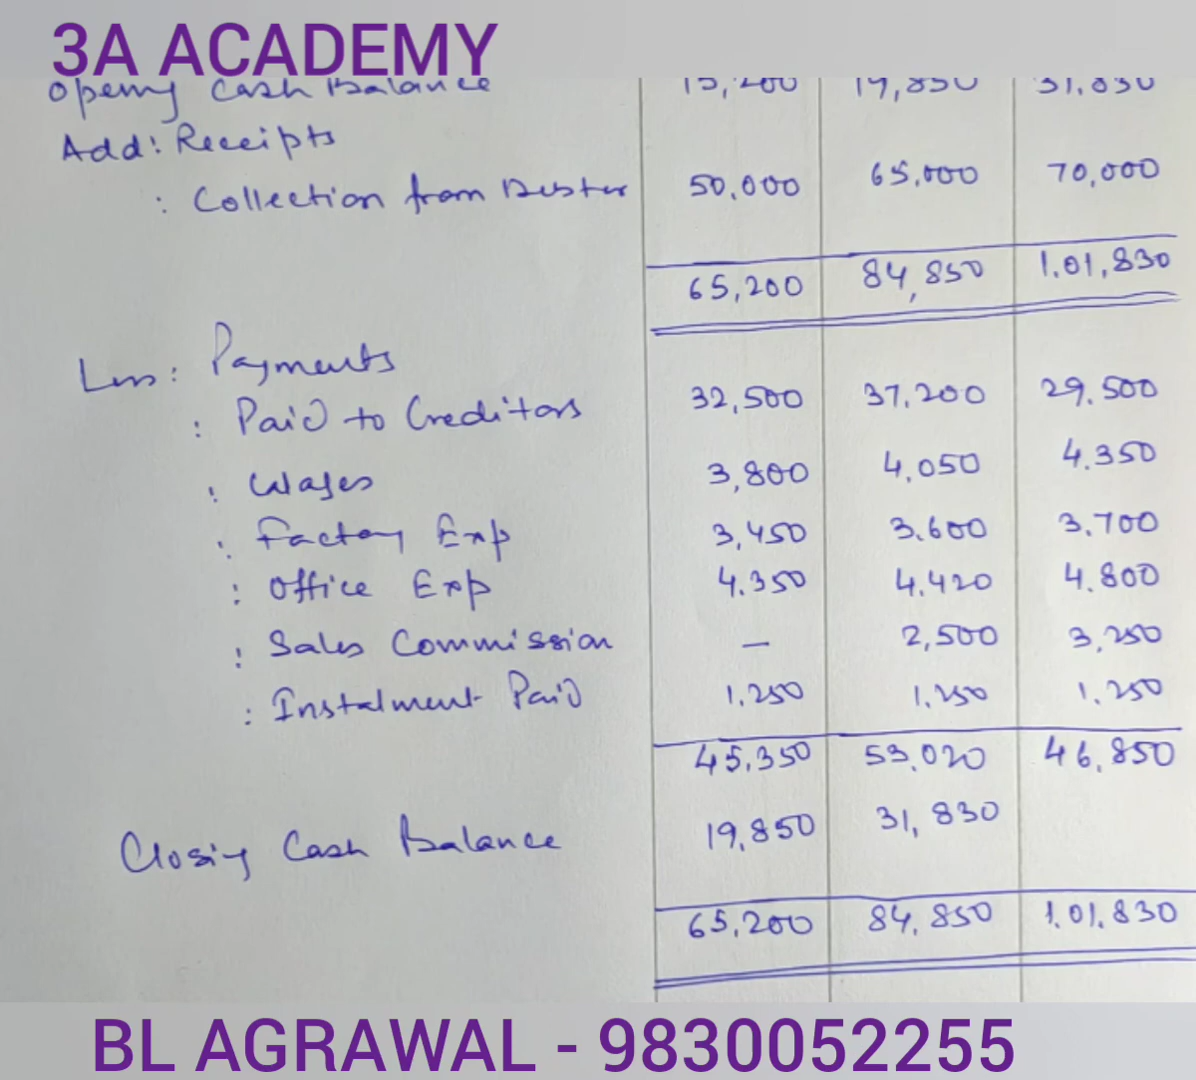 3A ACADEMY
Opening Cash Balance 15,200 19,850 31,830
Add: Receipts
: Collection from Debtor 50,000 65,000 70,000
65,200 84,850 1,01,830
Less: Payments
: Paid to Creditors 32,500 37,200 29,500
: Wages 3,800 4,050 4,350
: Factory Exp 3,450 3,600 3,700
: Office Exp 4,350 4,420 4,800
: Sales Commission — 2,500 3,250
: Instalment Paid 1,250 1,250 1,250
45,350 53,020 46,850
Closing Cash Balance 19,850 31,830
65,200 84,850 1,01,830
BL AGRAWAL - 9830052255